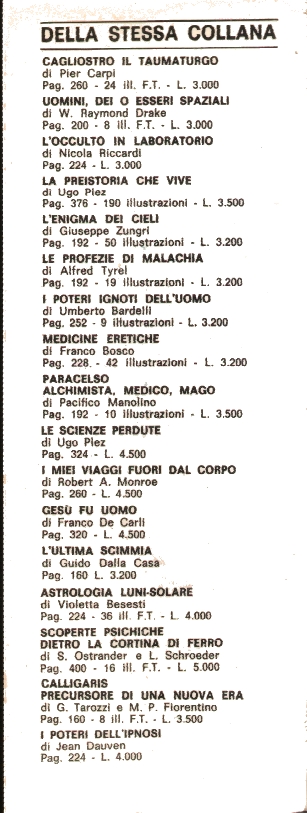 DELLA STESSA COLLANA
CAGLIOSTRO IL TAUMATURGO
di Pier Carpi
Pag. 260 - 24 ill. F.T. - L. 3.000
UOMINI, DEI O ESSERI SPAZIALI
di W. Raymond Drake
Pag. 200 - 8 ill. F.T. - L. 3.000
L'OCCULTO IN LABORATORIO
di Nicola Riccardi
Pag. 224 - L. 3.000
LA PREISTORIA CHE VIVE
di Ugo Plez
Pag. 376 - 190 illustrazioni - L. 3.500
L'ENIGMA DEI CIELI
di Giuseppe Zungri
Pag. 192 - 50 illustrazioni - L. 3.200
LE PROFEZIE DI MALACHIA
di Alfred Tyrel
Pag. 192 - 19 illustrazioni - L. 3.200
I POTERI IGNOTI DELL'UOMO
di Umberto Bardelli
Pag. 252 - 9 illustrazioni - L. 3.200
MEDICINE ERETICHE
di Franco Bosco
Pag. 228 - 42 illustrazioni - L. 3.200
PARACELSO
ALCHIMISTA, MEDICO, MAGO
di Pacifico Manolino
Pag. 192 - 10 illustrazioni - L. 3.500
LE SCIENZE PERDUTE
di Ugo Plez
Pag. 324 - L. 4.500
I MIEI VIAGGI FUORI DAL CORPO
di Robert A. Monroe
Pag. 260 - L. 4.500
GESÙ FU UOMO
di Franco De Carli
Pag. 320 - L. 4.500
L'ULTIMA SCIMMIA
di Guido Dalla Casa
Pag. 160 L. 3.200
ASTROLOGIA LUNI-SOLARE
di Violetta Besesti
Pag. 224 - 36 ill. F.T. - L. 4.000
SCOPERTE PSICHICHE
DIETRO LA CORTINA DI FERRO
di S. Ostrander e L. Schroeder
Pag. 400 - 16 ill. F.T. - L. 5.000
CALLIGARIS
PRECURSORE DI UNA NUOVA ERA
di G. Tarozzi e M. P. Fiorentino
Pag. 160 - 8 ill. F.T. - L. 3.500
I POTERI DELL'IPNOSI
di Jean Dauven
Pag. 224 - L. 4.000